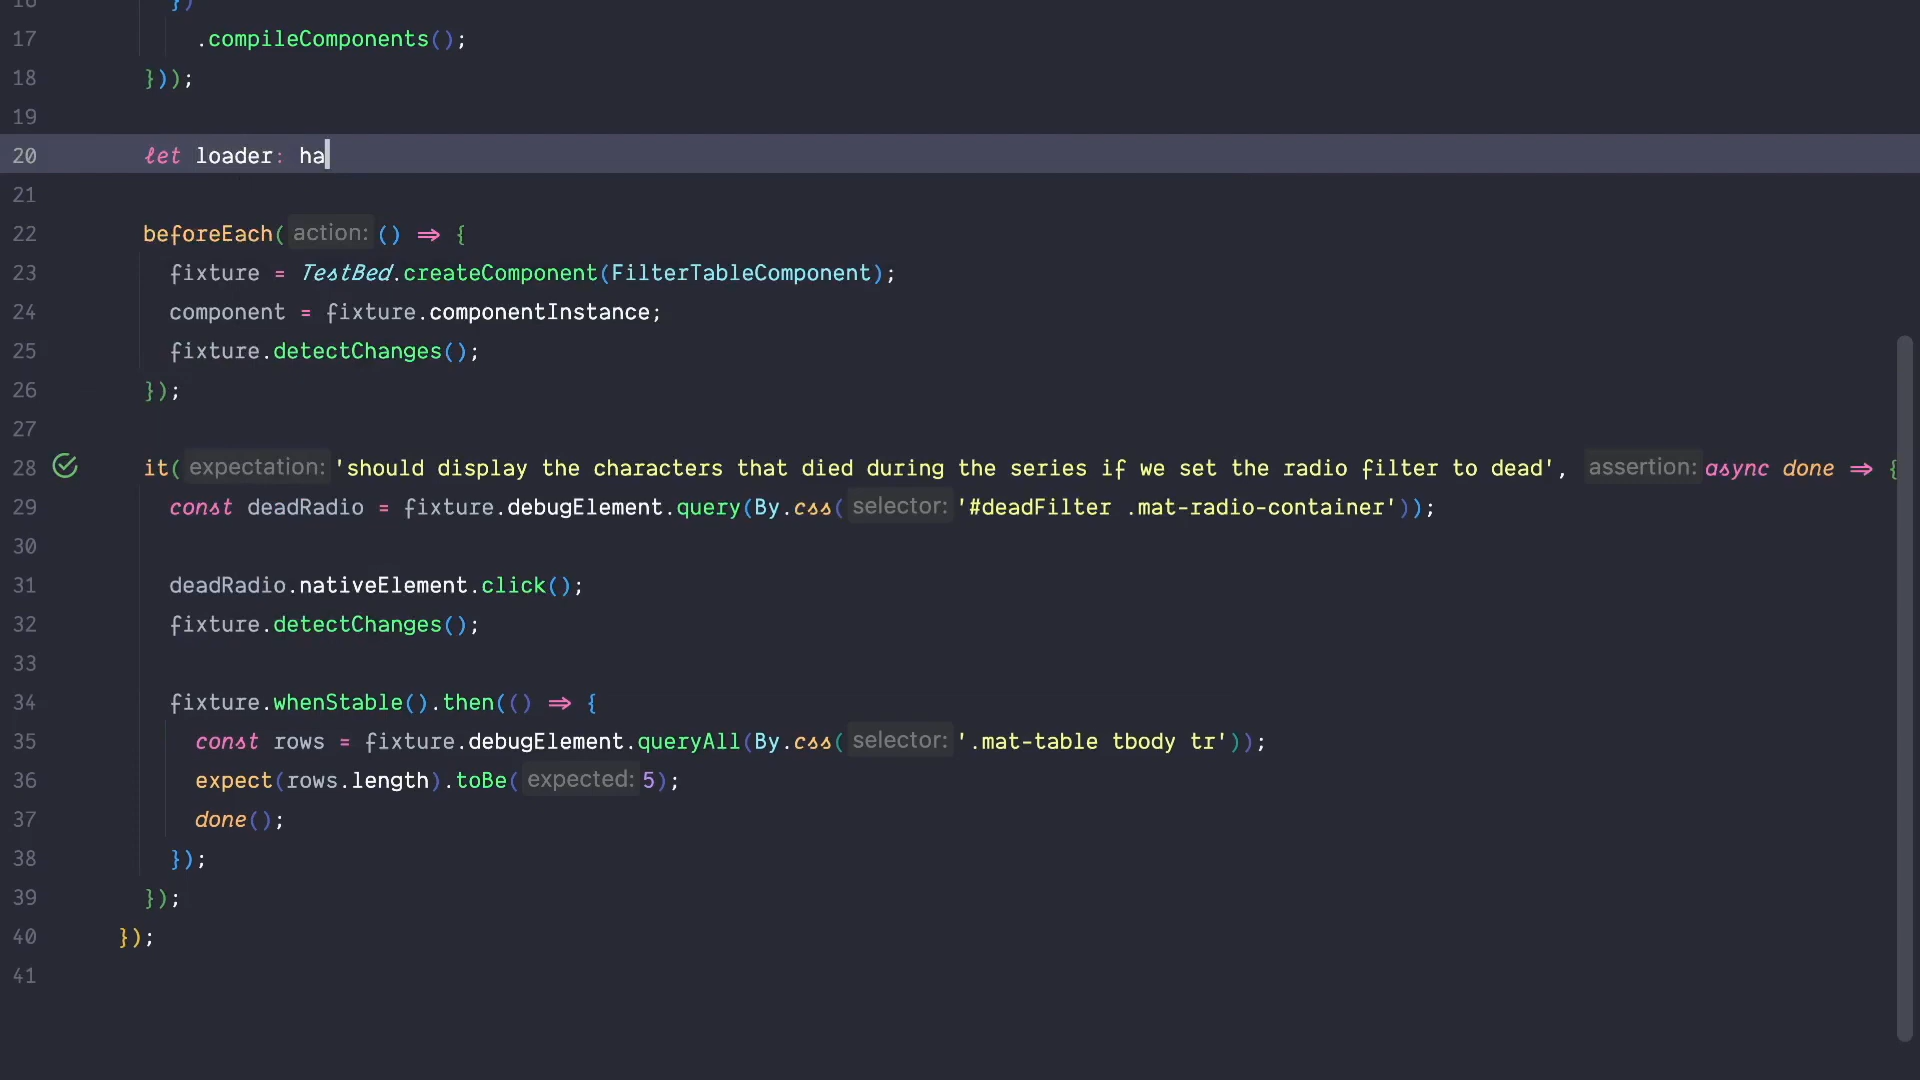 16 })
17 .compileComponents();
18 }));
19
20 let loader: ha
21
22 beforeEach( action: () => {
23 fixture = TestBed.createComponent(FilterTableComponent);
24 component = fixture.componentInstance;
25 fixture.detectChanges();
26 });
27
28 it( expectation: 'should display the characters that died during the series if we set the radio filter to dead', assertion: async done => {
29 const deadRadio = fixture.debugElement.query(By.css( selector: '#deadFilter .mat-radio-container'));
30
31 deadRadio.nativeElement.click();
32 fixture.detectChanges();
33
34 fixture.whenStable().then(() => {
35 const rows = fixture.debugElement.queryAll(By.css( selector: '.mat-table tbody tr'));
36 expect(rows.length).toBe( expected: 5);
37 done();
38 });
39 });
40 });
41